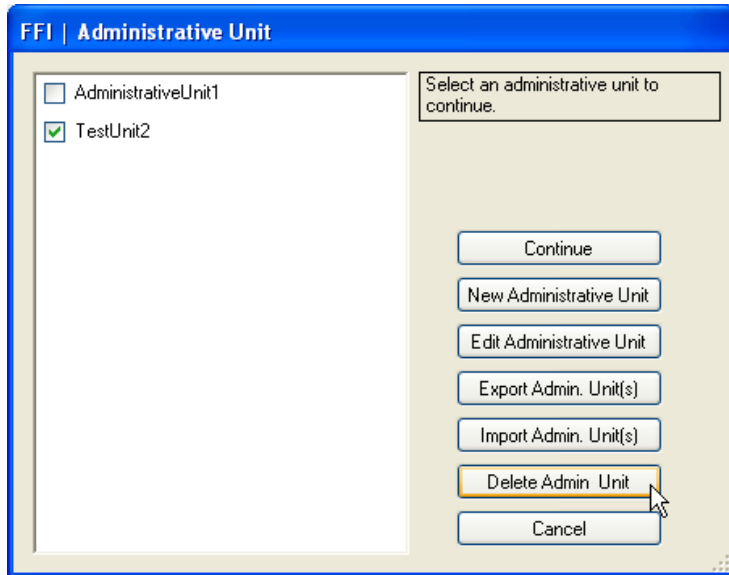 FFI | Administrative Unit
AdministrativeUnit1
TestUnit2
Select an administrative unit to
continue.
Continue
New Administrative Unit
Edit Administrative Unit
Export Admin. Unit(s)
Import Admin. Unit(s)
Delete Admin  Unit
Cancel